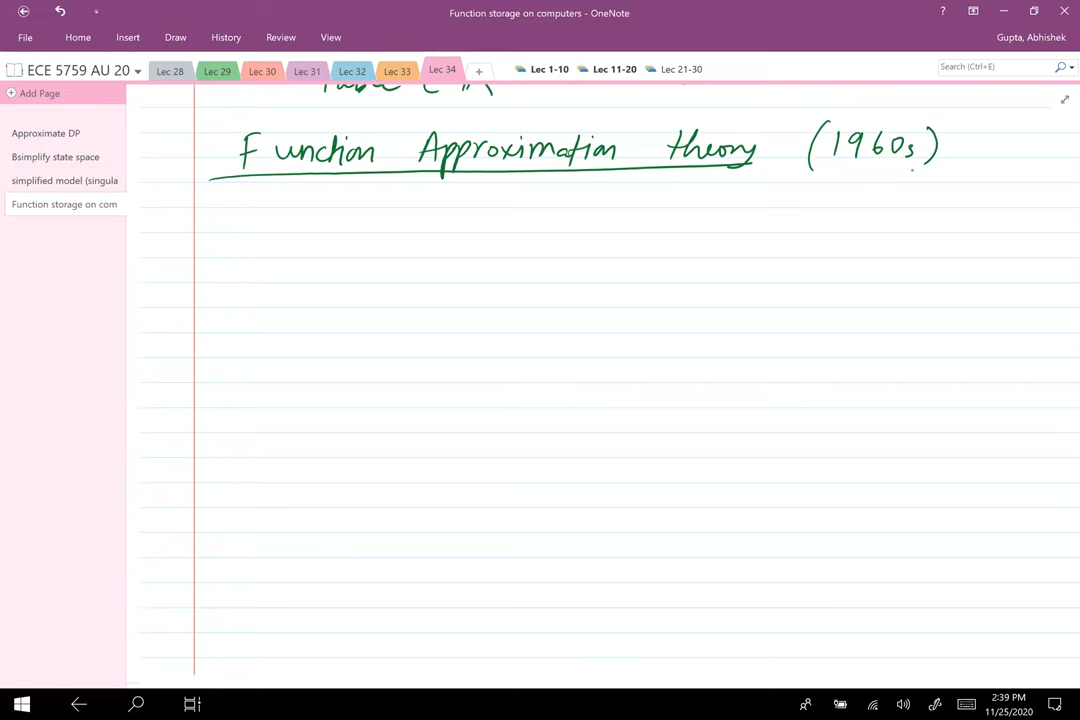 Function storage on computers - OneNote
File Home Insert Draw History Review View
Gupta, Abhishek
ECE 5759 AU 20
Lec 28 Lec 29 Lec 30 Lec 31 Lec 32 Lec 33 Lec 34
Lec 1-10 Lec 11-20 Lec 21-30
Search (Ctrl+E)
Add Page
Approximate DP
Bsimplify state space
simplified model (singula
Function storage on com
Function Approximation theory (1960s)
2:39 PM
11/25/2020